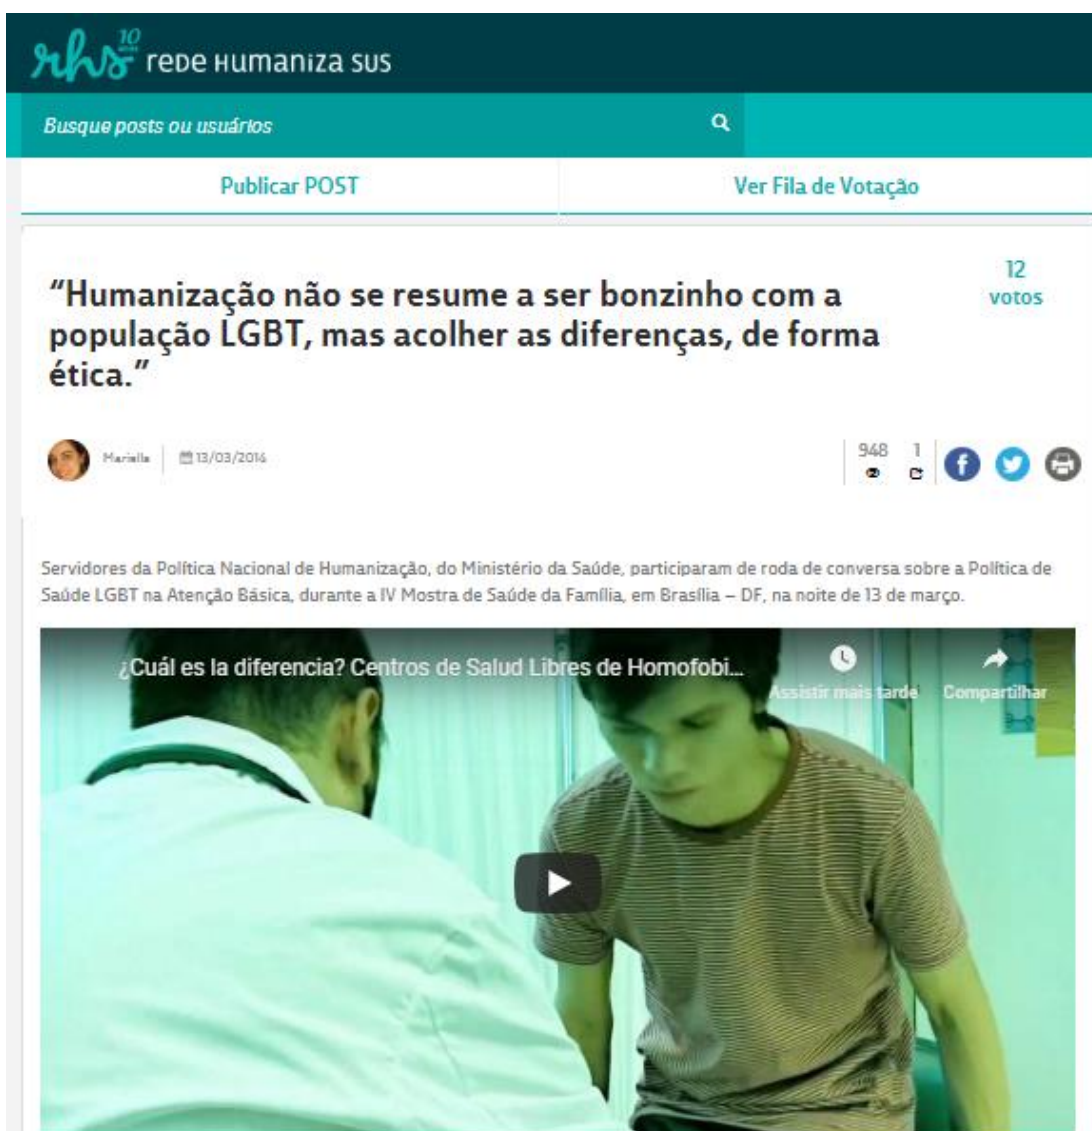 rhs 10 anos rede Humaniza sus
Busque posts ou usuários
Publicar POST
Ver Fila de Votação
12
votos
“Humanização não se resume a ser bonzinho com a
população LGBT, mas acolher as diferenças, de forma
ética.”
Mariella
13/03/2014
948 1
Servidores da Política Nacional de Humanização, do Ministério da Saúde, participaram de roda de conversa sobre a Política de
Saúde LGBT na Atenção Básica, durante a IV Mostra de Saúde da Família, em Brasília – DF, na noite de 13 de março.
¿Cuál es la diferencia? Centros de Salud Libres de Homofobi...
Assistir mais tarde
Compartilhar